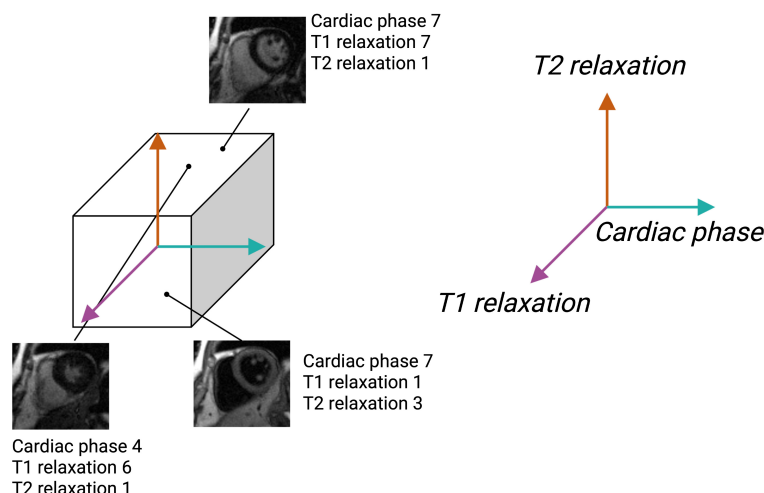 Cardiac phase 7
T1 relaxation 7
T2 relaxation 1
T2 relaxation
Cardiac phase
T1 relaxation
Cardiac phase 7
T1 relaxation 1
T2 relaxation 3
Cardiac phase 4
T1 relaxation 6
T2 relaxation 1